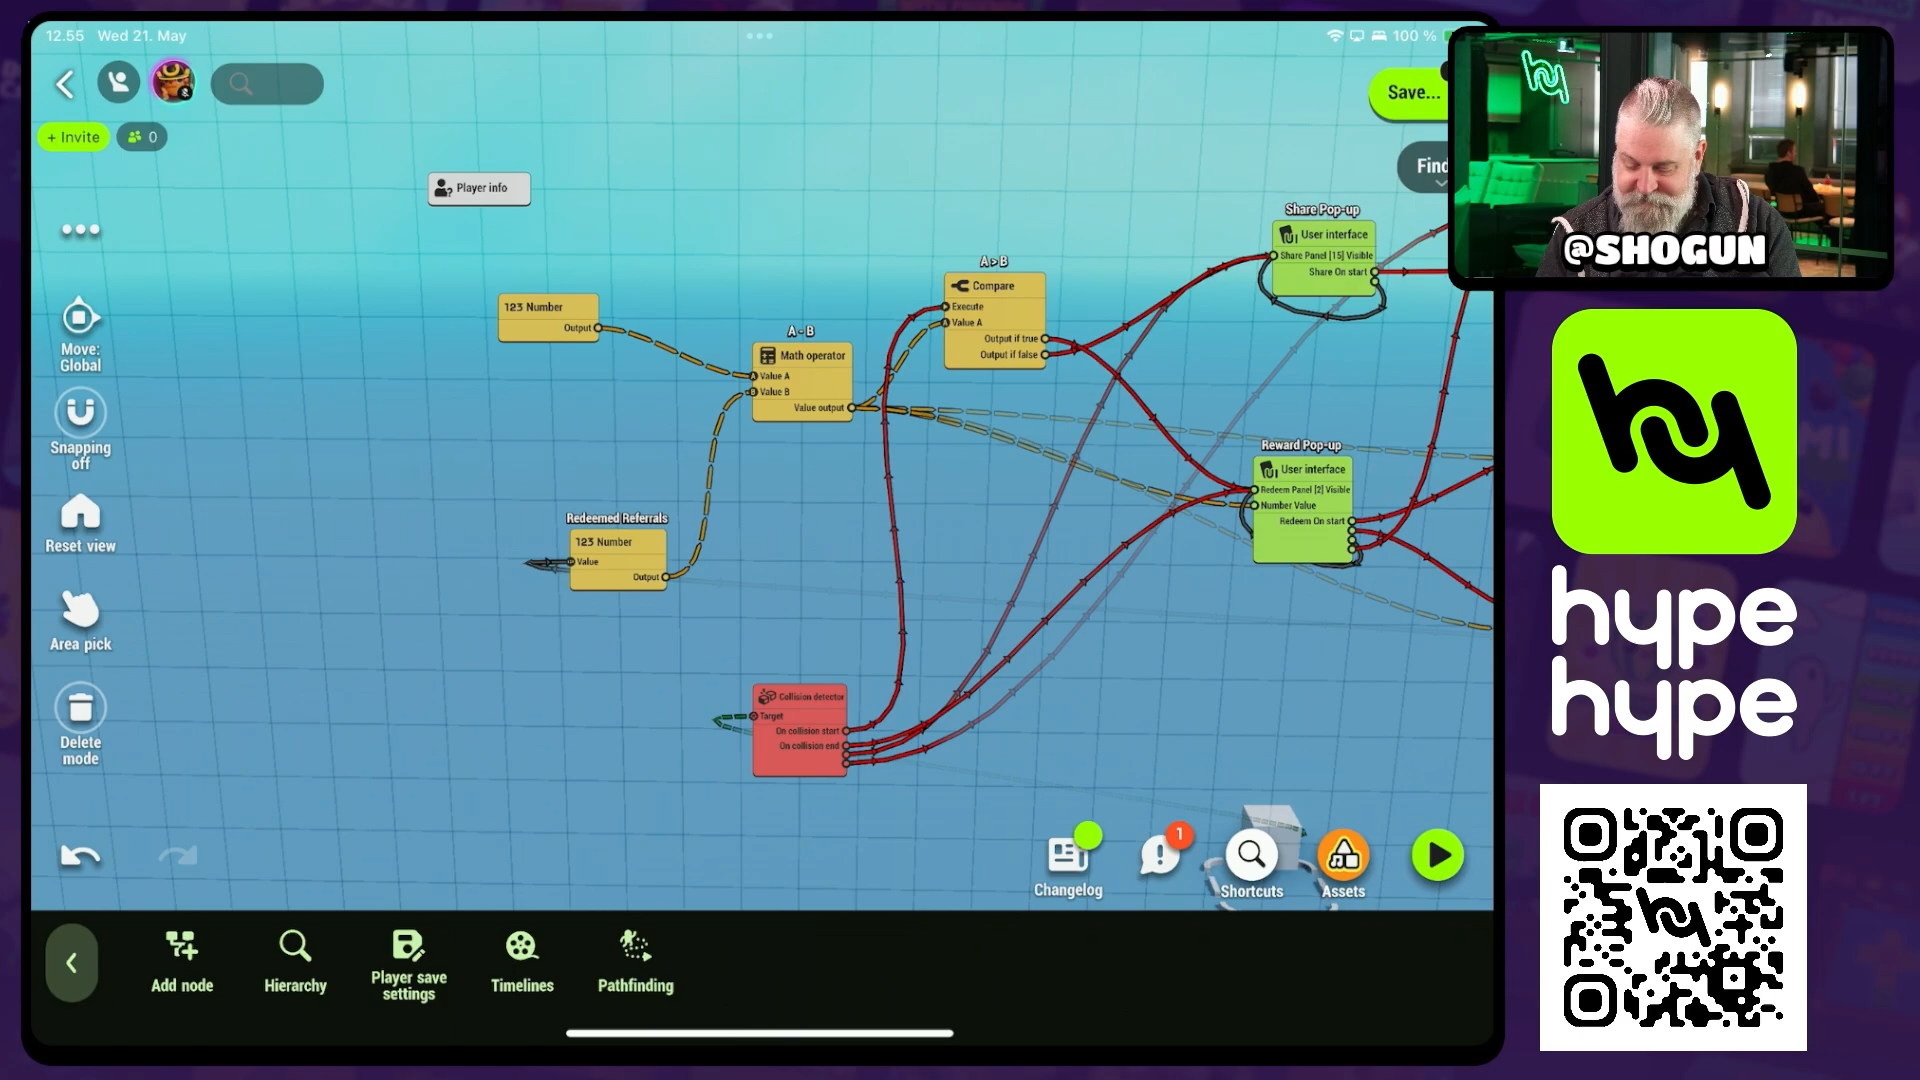 12.55 Wed 21. May
100 %
+ Invite
0
Save...
Find
Player info
Share Pop-up
User interface
Share Panel [15] Visible
Share On start
A>B
Compare
Execute
Value A
Output if true
Output if false
123 Number
Output
A - B
Math operator
Value A
Value B
Value output
Move:
Global
Snapping
off
Reset view
Area pick
Delete
mode
Reward Pop-up
User interface
Redeem Panel [2] Visible
Number Value
Redeem On start
Redeemed Referrals
123 Number
Value
Output
Collision detector
Target
On collision start
On collision end
1
Changelog
Shortcuts
Assets
Add node
Hierarchy
Player save
settings
Timelines
Pathfinding
@SHOGUN
hy
hype
hype